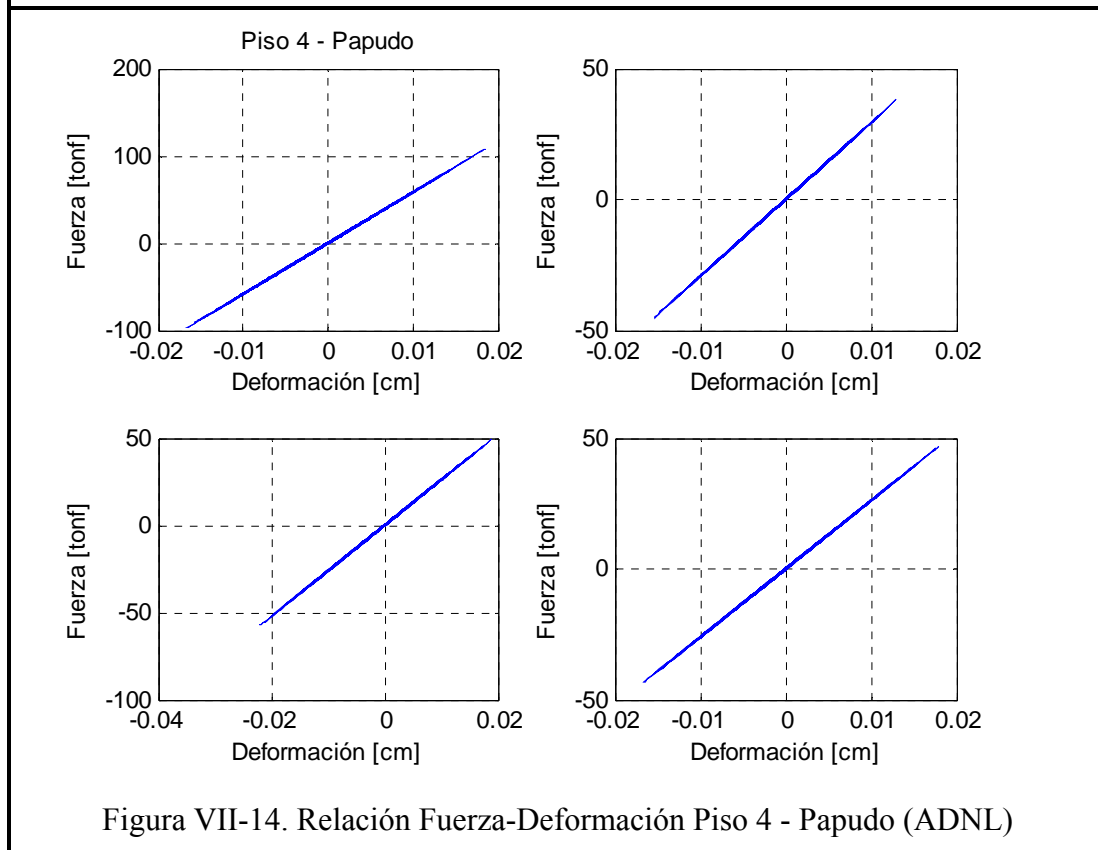 Piso 4 - Papudo
200
100
0
-100
Fuerza [tonf]
-0.02 -0.01 0 0.01 0.02
Deformación [cm]
50
0
-50
Fuerza [tonf]
-0.02 -0.01 0 0.01 0.02
Deformación [cm]
50
0
-50
-100
Fuerza [tonf]
-0.04 -0.02 0 0.02
Deformación [cm]
50
0
-50
Fuerza [tonf]
-0.02 -0.01 0 0.01 0.02
Deformación [cm]
Figura VII-14. Relación Fuerza-Deformación Piso 4 - Papudo (ADNL)